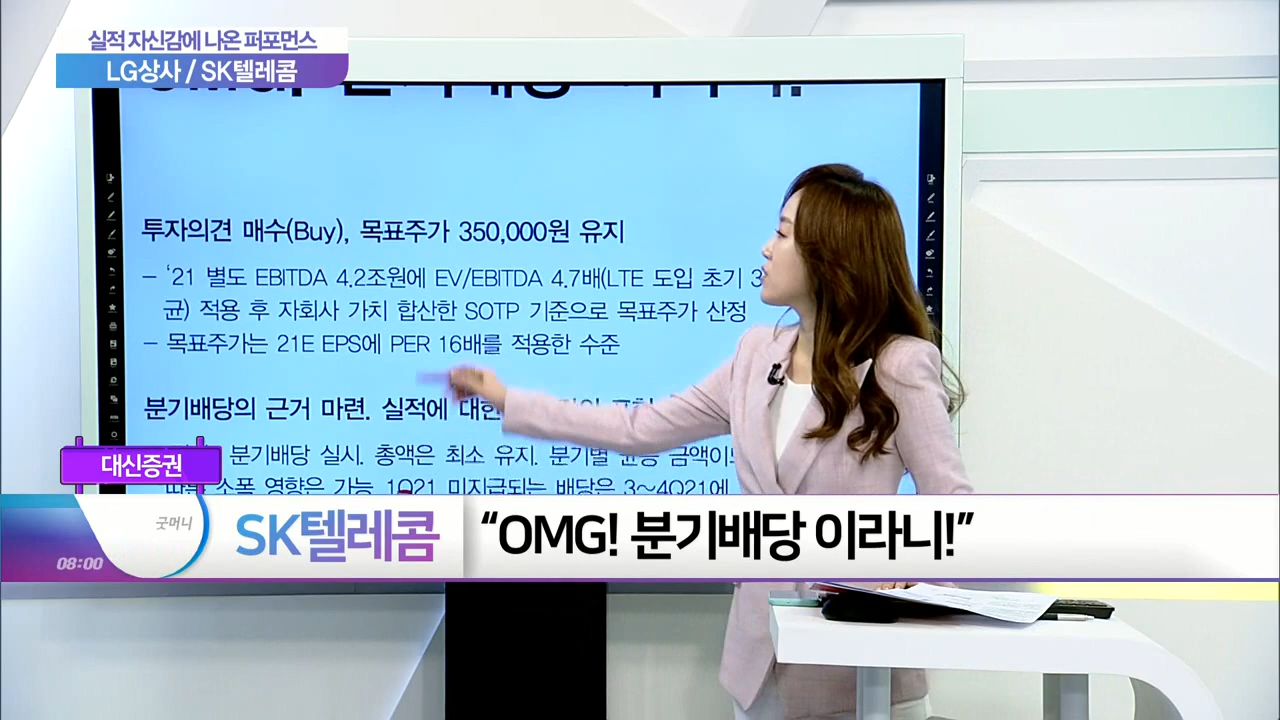 실적 자신감에 나온 퍼포먼스
LG상사 / SK텔레콤
투자의견 매수(Buy), 목표주가 350,000원 유지
– ‘21 별도 EBITDA 4.2조원에 EV/EBITDA 4.7배(LTE 도입 초기 3
균) 적용 후 자회사 가치 합산한 SOTP 기준으로 목표주가 산정
– 목표주가는 21E EPS에 PER 16배를 적용한 수준
분기배당의 근거 마련. 실적에 대한
분기배당 실시. 총액은 최소 유지. 분기별 균등 금액이
소폭 영향은 가능 1Q21 미지급되는 배당은 3~4Q21에
대신증권
굿머니
08:00
SK텔레콤
“OMG! 분기배당 이라니!”